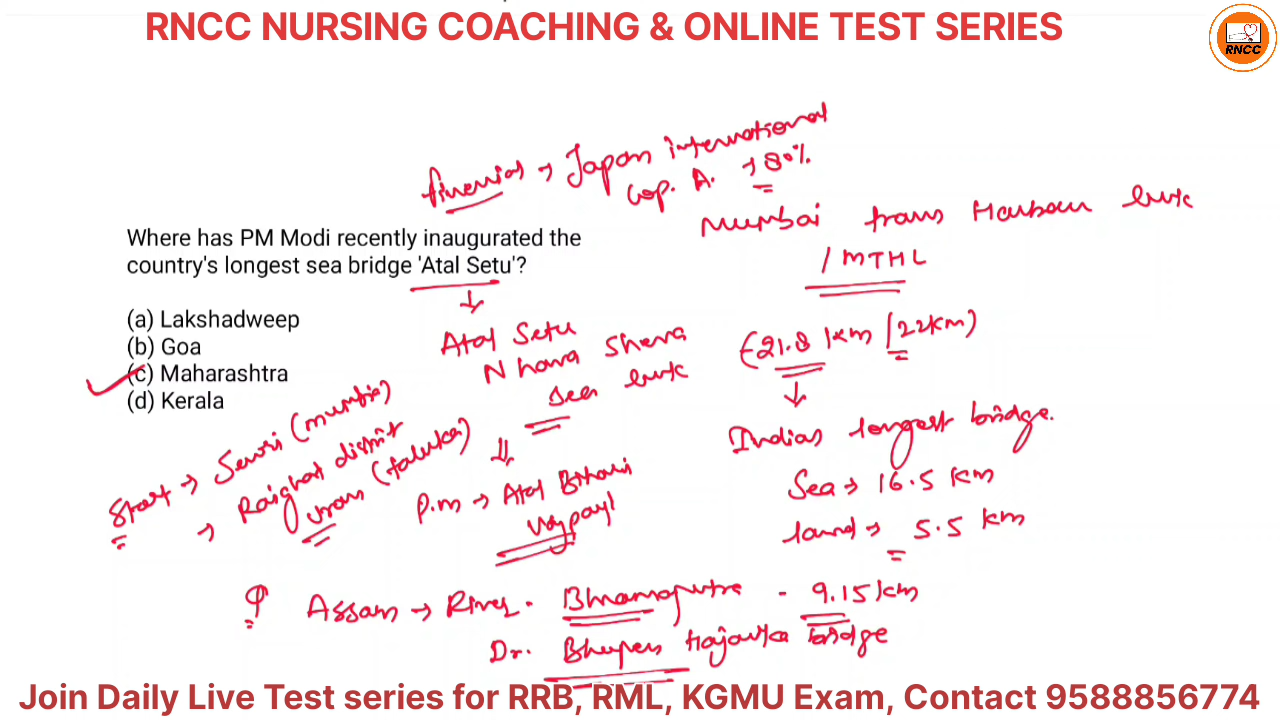 RNCC NURSING COACHING & ONLINE TEST SERIES
RNCC
→ Japan international
Cop. A. → 80%
Mumbai trans Harbour link
/ MTHL
Where has PM Modi recently inaugurated the
country's longest sea bridge 'Atal Setu'?
(a) Lakshadweep
(b) Goa
(c) Maharashtra
(d) Kerala
↓
Atal Setu
Nhava Sheva
Sea link
⇓
P.m → Atal Bihari
Vajpayi
(21.8 km / 22km)
↓
Indias longest bridge.
Sea → 16.5 km
land → 5.5 km
Start → Sewri (mumbai)
→ Raighad district
Uran (taluka)
Q Assam → River. Bhramaputra - 9.15 km
Dr. Bhupen Hajarika bridge
Join Daily Live Test series for RRB, RML, KGMU Exam, Contact 9588856774